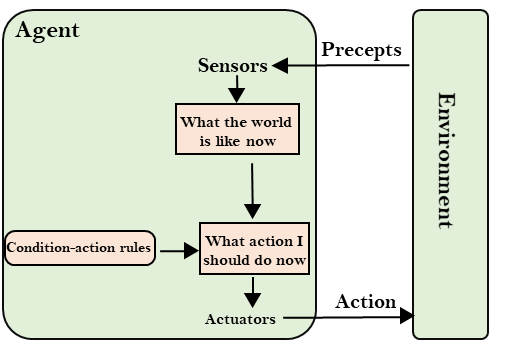 Agent
Precepts
Sensors
What the world
is like now
Environment
Condition-action rules
What action I
should do now
Action
Actuators